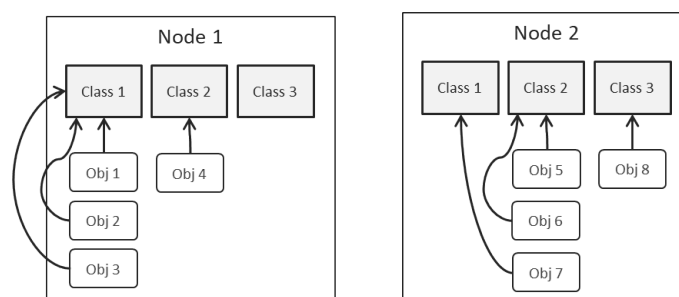 Node 1
Class 1
Class 2
Class 3
Obj 1
Obj 4
Obj 2
Obj 3
Node 2
Class 1
Class 2
Class 3
Obj 5
Obj 8
Obj 6
Obj 7